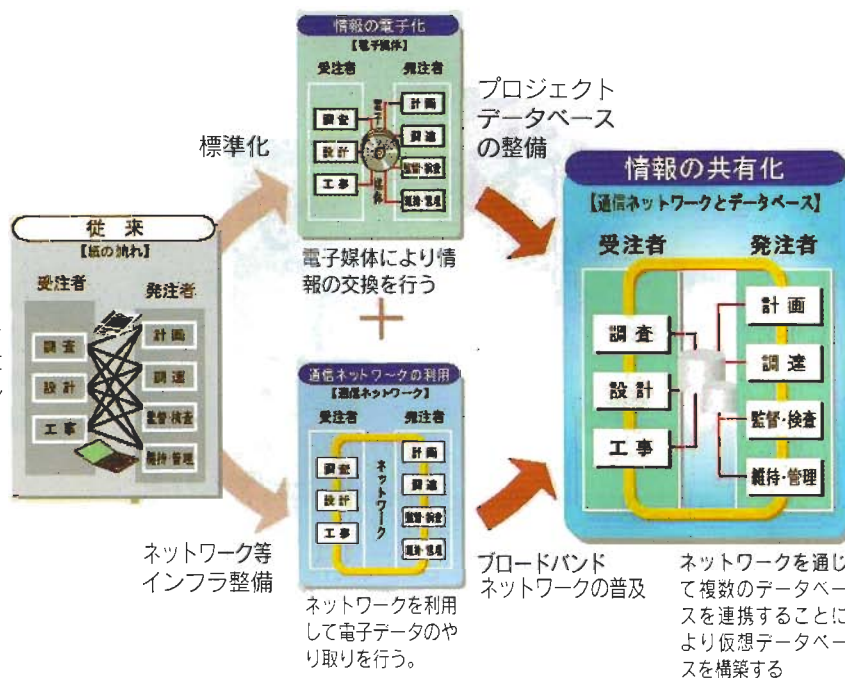 従来
【紙の流れ】
受注者
発注者
調査
設計
工事
計画
調達
監督・検査
維持・管理
標準化
ネットワーク等
インフラ整備
情報の電子化
【電子媒体】
受注者
発注者
調査
設計
工事
電子
媒体
計画
調達
監督・検査
維持・管理
電子媒体により情
報の交換を行う
+
通信ネットワークの利用
【通信ネットワーク】
受注者
発注者
調査
設計
工事
ネットワーク
計画
調達
監督・検査
維持・管理
ネットワークを利用
して電子データのや
り取りを行う。
プロジェクト
データベース
の整備
ブロードバンド
ネットワークの普及
情報の共有化
【通信ネットワークとデータベース】
受注者
発注者
調査
設計
工事
計画
調達
監督・検査
維持・管理
ネットワークを通じ
て複数のデータベー
スを連携することに
より仮想データベー
スを構築する